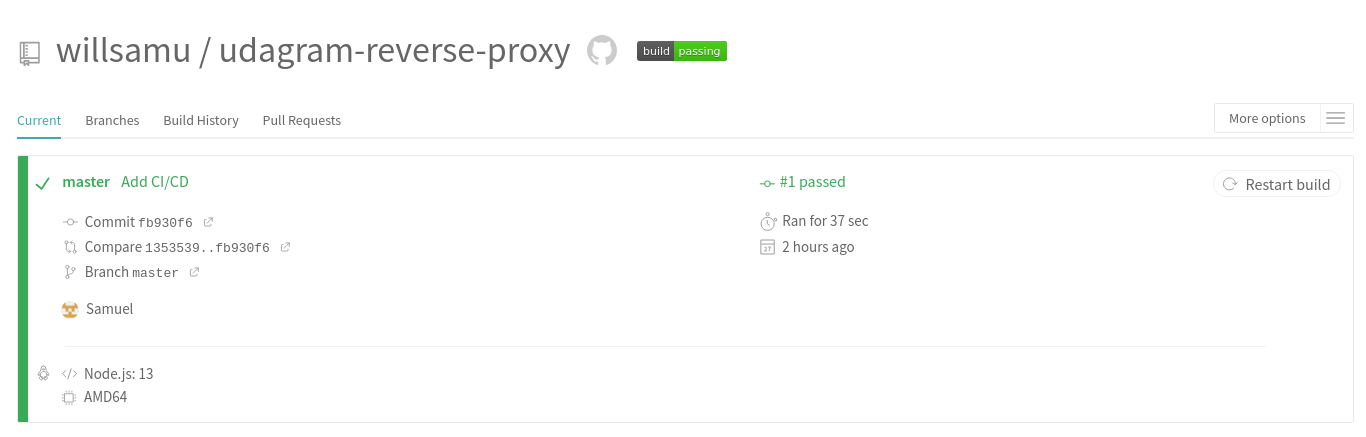 willsamu / udagram-reverse-proxy build passing
Current Branches Build History Pull Requests More options
master Add CI/CD #1 passed Restart build
Commit fb930f6 Ran for 37 sec
Compare 1353539..fb930f6 2 hours ago
Branch master
Samuel
Node.js: 13
AMD64